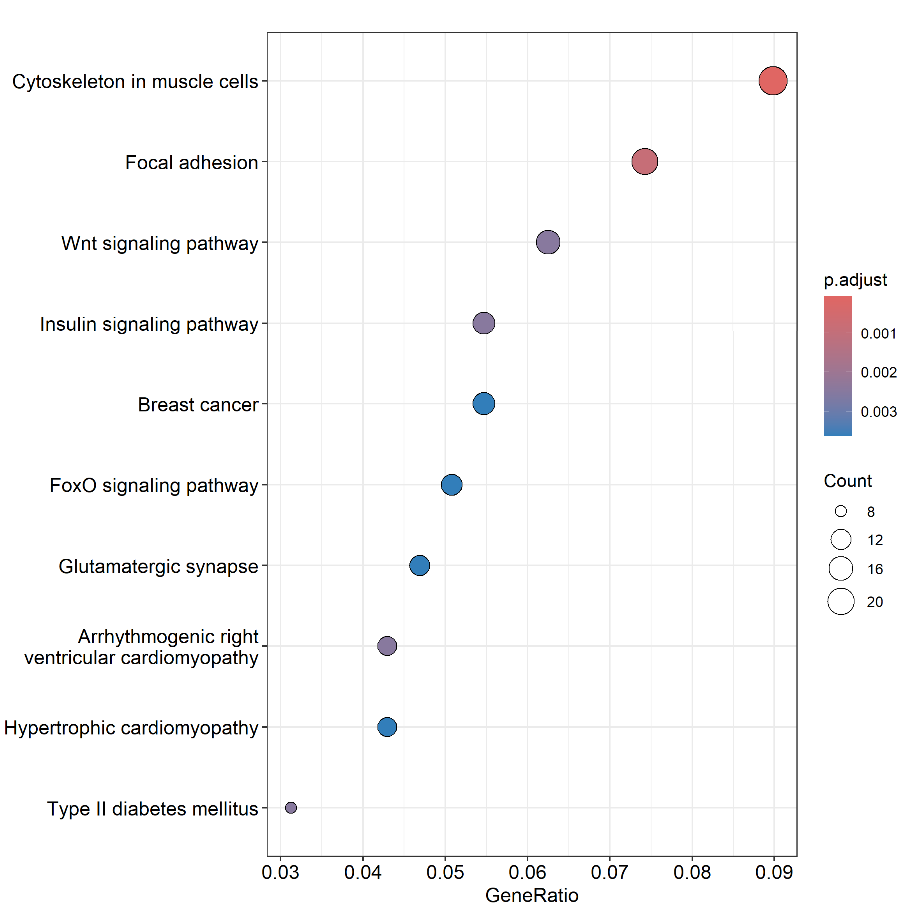 Cytoskeleton in muscle cells
Focal adhesion
Wnt signaling pathway
Insulin signaling pathway
Breast cancer
FoxO signaling pathway
Glutamatergic synapse
Arrhythmogenic right
ventricular cardiomyopathy
Hypertrophic cardiomyopathy
Type II diabetes mellitus
0.03 0.04 0.05 0.06 0.07 0.08 0.09
GeneRatio
p.adjust
0.001
0.002
0.003
Count
8
12
16
20